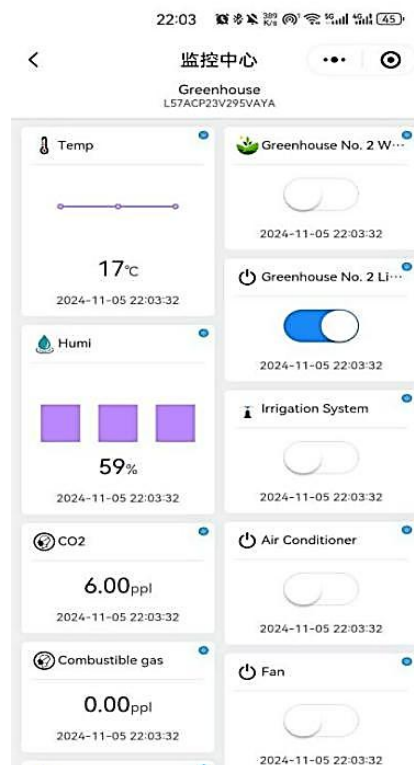 22:03 389 K/s 5G 4G 45
监控中心
Greenhouse
L57ACP23V295VAYA
Temp
17℃
2024-11-05 22:03:32
Humi
59%
2024-11-05 22:03:32
CO2
6.00ppl
2024-11-05 22:03:32
Combustible gas
0.00ppl
2024-11-05 22:03:32
Greenhouse No. 2 W···
2024-11-05 22:03:32
Greenhouse No. 2 Li···
2024-11-05 22:03:32
Irrigation System
2024-11-05 22:03:32
Air Conditioner
2024-11-05 22:03:32
Fan
2024-11-05 22:03:32